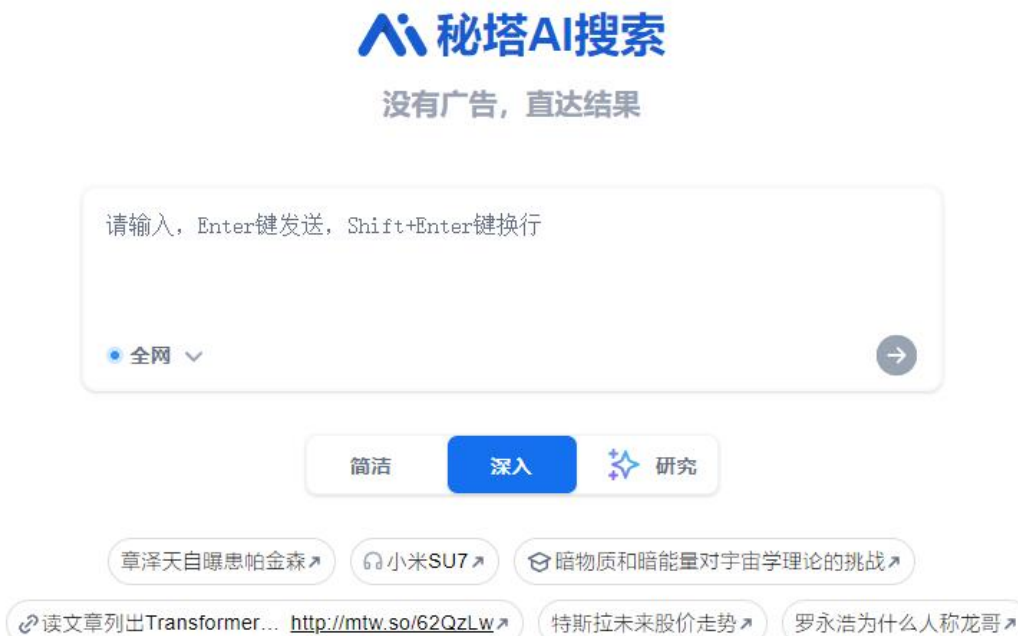 秘塔AI搜索
没有广告，直达结果
请输入，Enter键发送，Shift+Enter键换行
全网
简洁 深入 研究
章泽天自曝患帕金森 小米SU7 暗物质和暗能量对宇宙学理论的挑战
读文章列出Transformer... http://mtw.so/62QzLw 特斯拉未来股价走势 罗永浩为什么人称龙哥